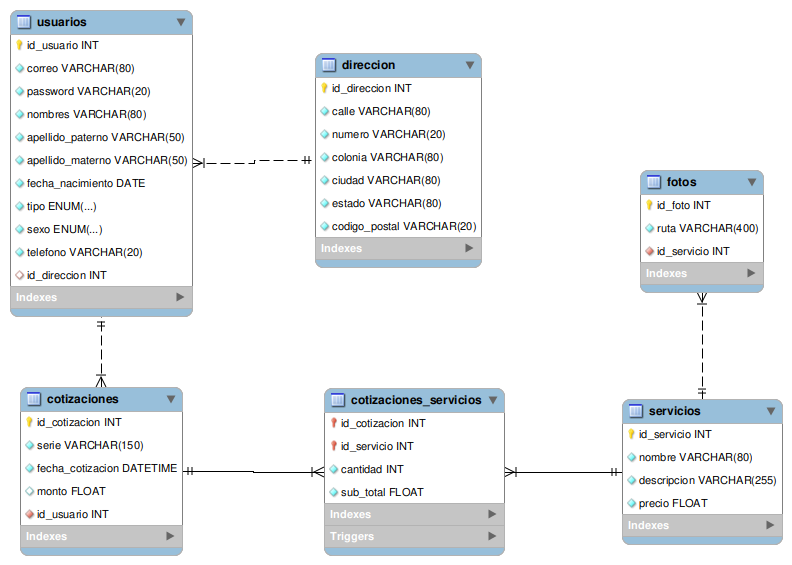 usuarios
id_usuario INT
correo VARCHAR(80)
password VARCHAR(20)
nombres VARCHAR(80)
apellido_paterno VARCHAR(50)
apellido_materno VARCHAR(50)
fecha_nacimiento DATE
tipo ENUM(...)
sexo ENUM(...)
telefono VARCHAR(20)
id_direccion INT
Indexes
direccion
id_direccion INT
calle VARCHAR(80)
numero VARCHAR(20)
colonia VARCHAR(80)
ciudad VARCHAR(80)
estado VARCHAR(80)
codigo_postal VARCHAR(20)
Indexes
fotos
id_foto INT
ruta VARCHAR(400)
id_servicio INT
Indexes
cotizaciones
id_cotizacion INT
serie VARCHAR(150)
fecha_cotizacion DATETIME
monto FLOAT
id_usuario INT
Indexes
cotizaciones_servicios
id_cotizacion INT
id_servicio INT
cantidad INT
sub_total FLOAT
Indexes
Triggers
servicios
id_servicio INT
nombre VARCHAR(80)
descripcion VARCHAR(255)
precio FLOAT
Indexes